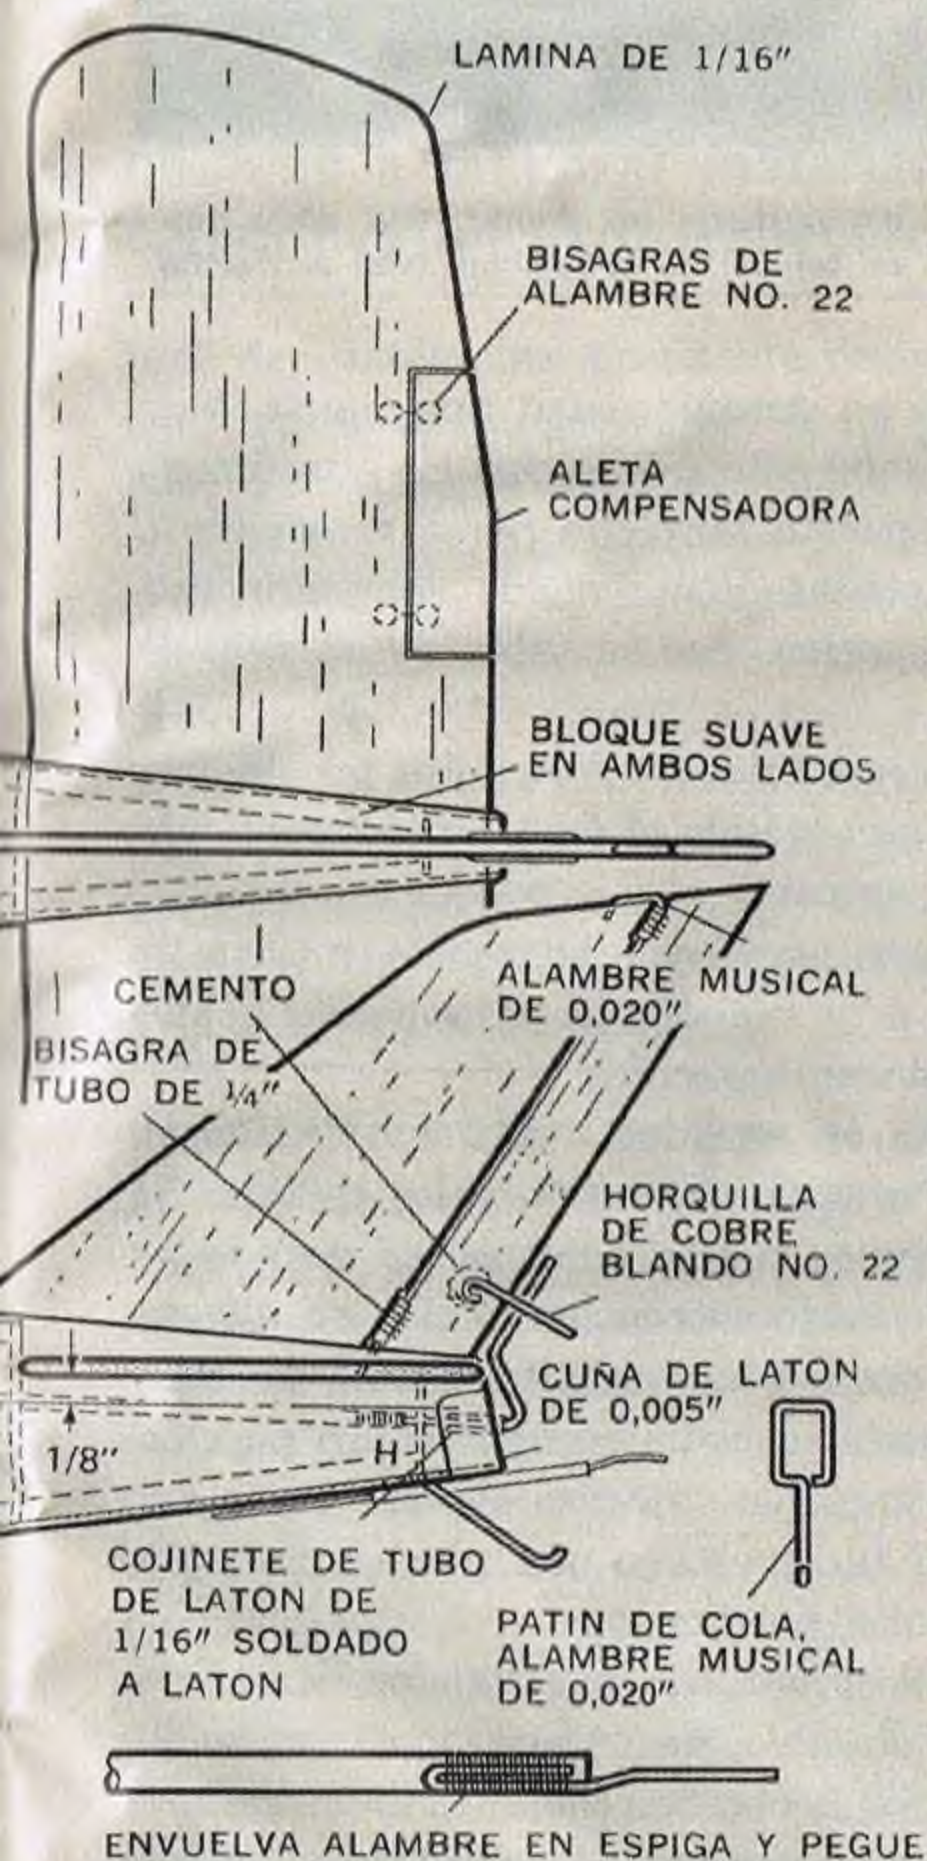 LAMINA DE 1/16"
BISAGRAS DE
ALAMBRE NO. 22
ALETA
COMPENSADORA
BLOQUE SUAVE
EN AMBOS LADOS
ALAMBRE MUSICAL
DE 0,020"
CEMENTO
BISAGRA DE
TUBO DE 1/4"
HORQUILLA
DE COBRE
BLANDO NO. 22
CUÑA DE LATON
DE 0,005"
1/8"
H
COJINETE DE TUBO
DE LATON DE
1/16" SOLDADO
A LATON
PATIN DE COLA,
ALAMBRE MUSICAL
DE 0,020"
ENVUELVA ALAMBRE EN ESPIGA Y PEGUE